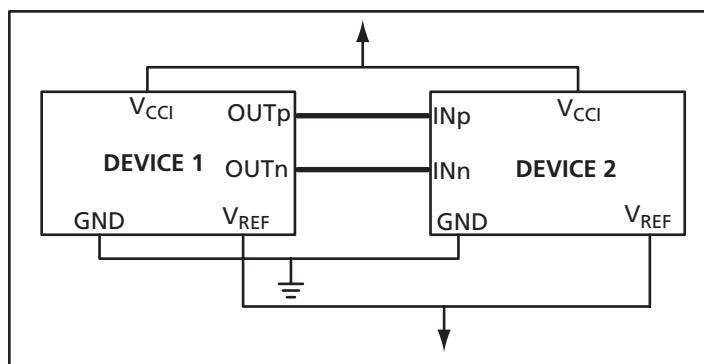 V_CCI
OUTp
INp
V_CCI
DEVICE 1
OUTn
INn
DEVICE 2
GND
V_REF
GND
V_REF